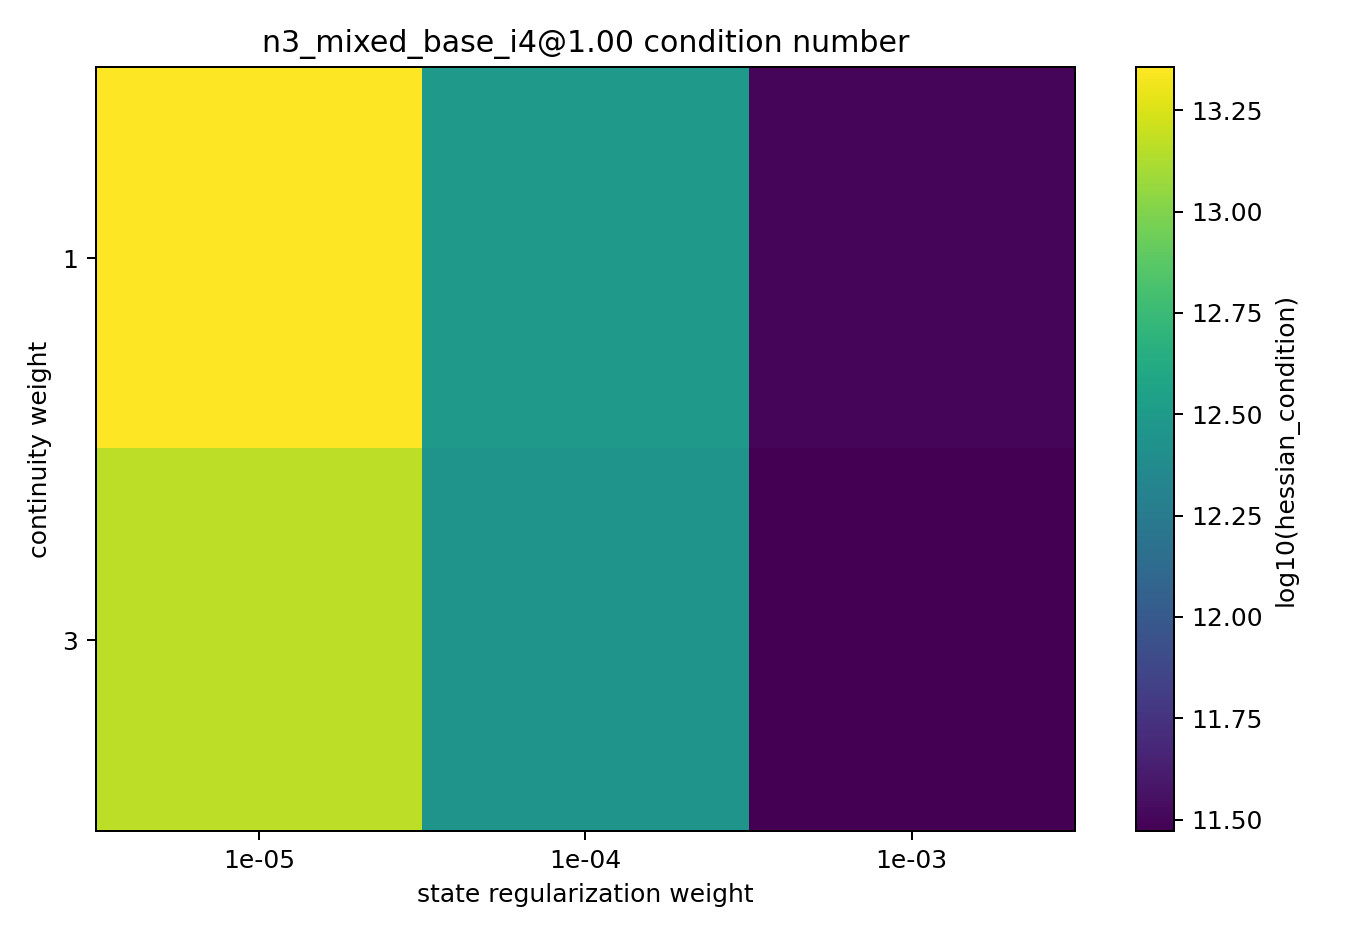 n3_mixed_base_i4@1.00 condition number
continuity weight
1
3
1e-05
1e-04
1e-03
state regularization weight
13.25
13.00
12.75
12.50
12.25
12.00
11.75
11.50
log10(hessian_condition)